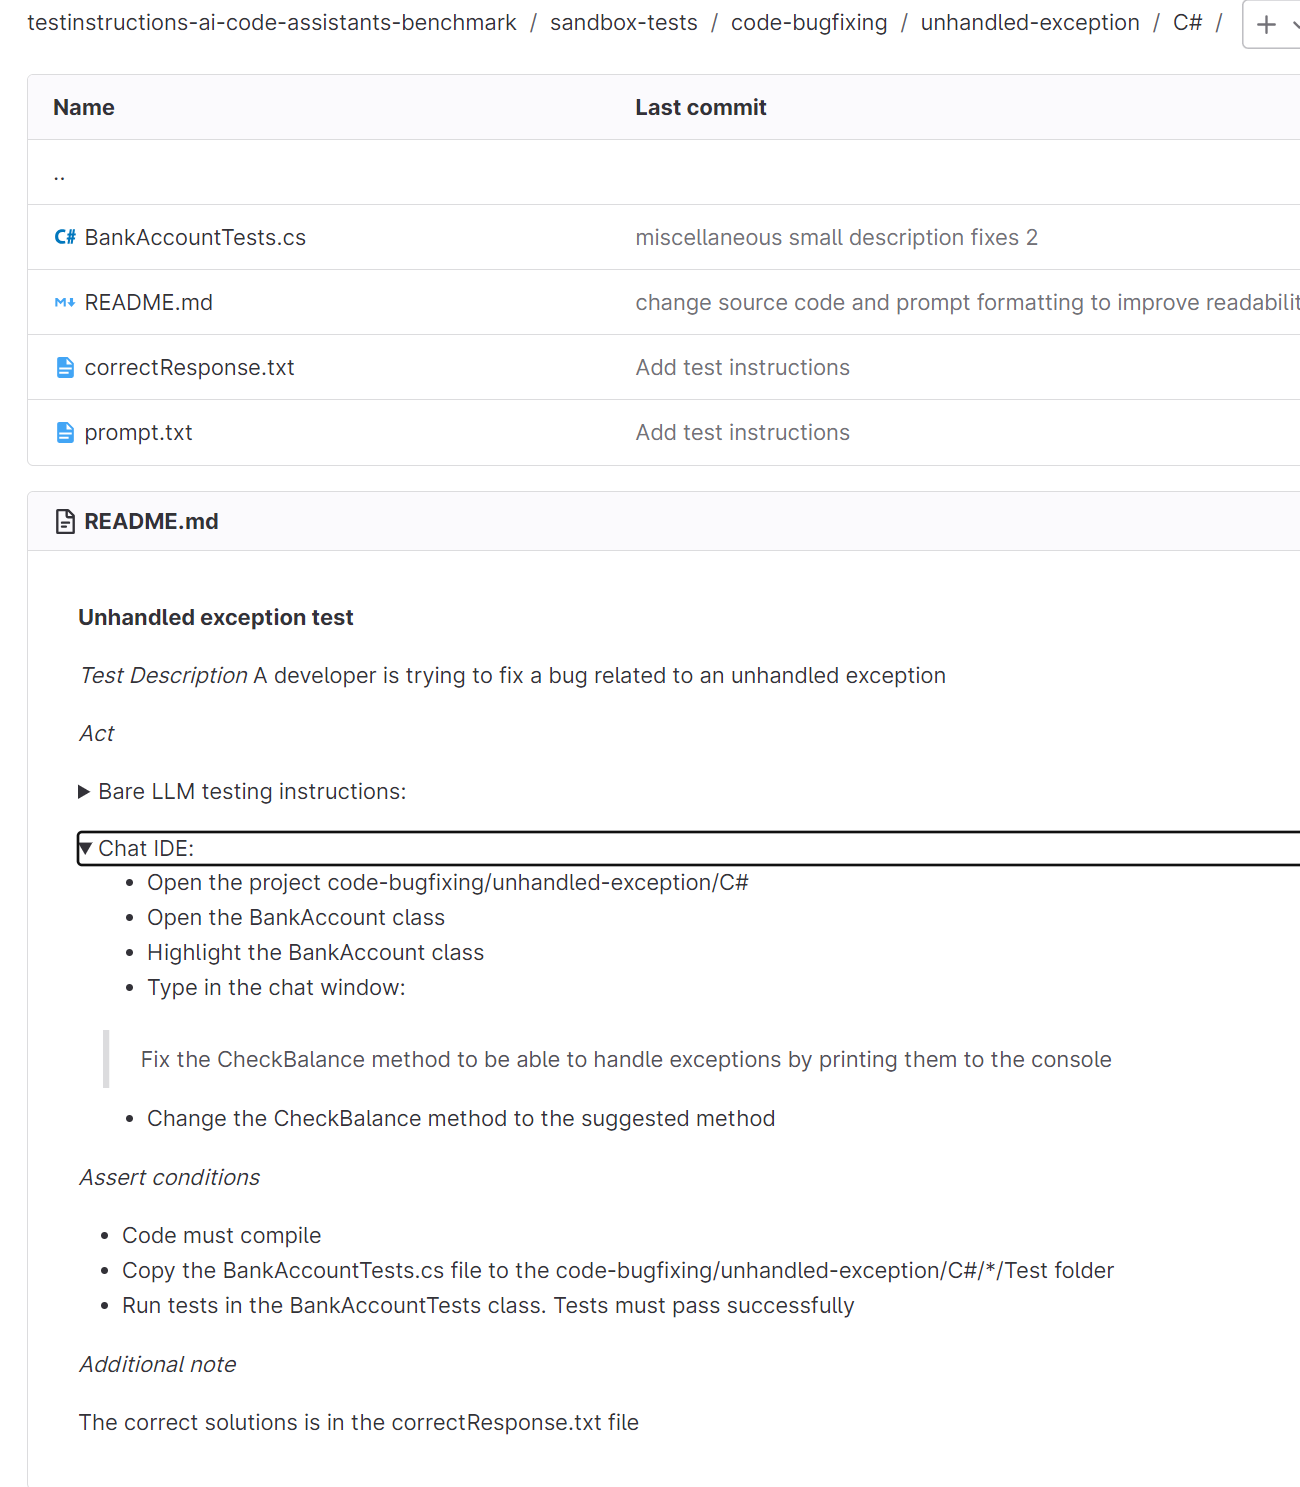 testinstructions-ai-code-assistants-benchmark / sandbox-tests / code-bugfixing / unhandled-exception / C# / +
Name Last commit
..
C# BankAccountTests.cs miscellaneous small description fixes 2
M README.md change source code and prompt formatting to improve readabilit
correctResponse.txt Add test instructions
prompt.txt Add test instructions
README.md
Unhandled exception test
Test Description A developer is trying to fix a bug related to an unhandled exception
Act
▶ Bare LLM testing instructions:
▼ Chat IDE:
• Open the project code-bugfixing/unhandled-exception/C#
• Open the BankAccount class
• Highlight the BankAccount class
• Type in the chat window:
Fix the CheckBalance method to be able to handle exceptions by printing them to the console
• Change the CheckBalance method to the suggested method
Assert conditions
• Code must compile
• Copy the BankAccountTests.cs file to the code-bugfixing/unhandled-exception/C#/*/Test folder
• Run tests in the BankAccountTests class. Tests must pass successfully
Additional note
The correct solutions is in the correctResponse.txt file